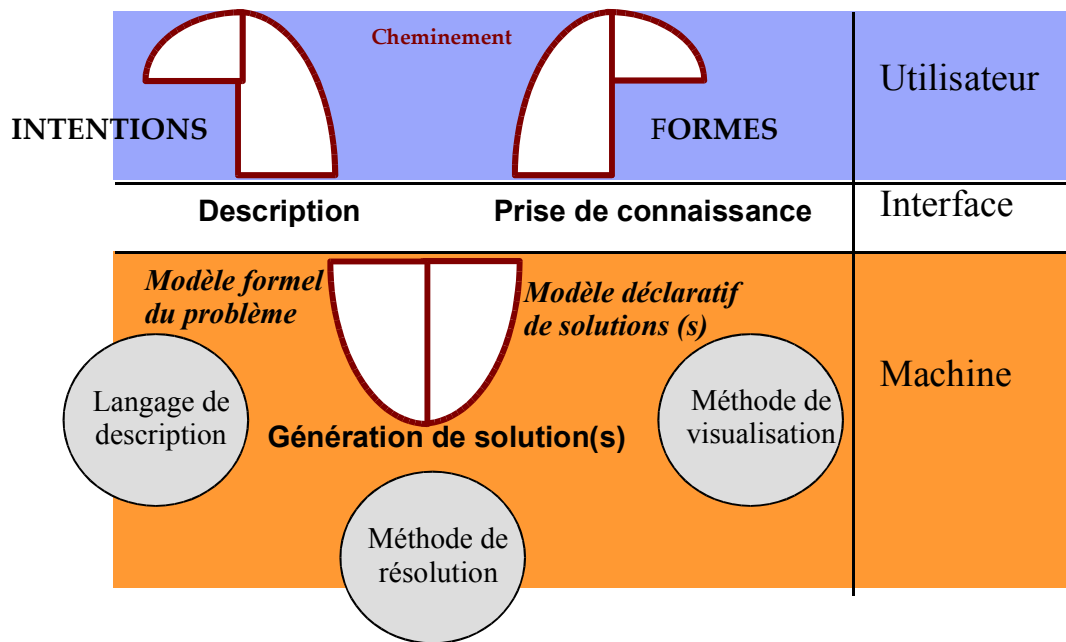 Cheminement
Utilisateur
INTENTIONS
FORMES
Description
Prise de connaissance
Interface
Modèle formel
du problème
Modèle déclaratif
de solutions (s)
Machine
Langage de
description
Méthode de
visualisation
Génération de solution(s)
Méthode de
résolution